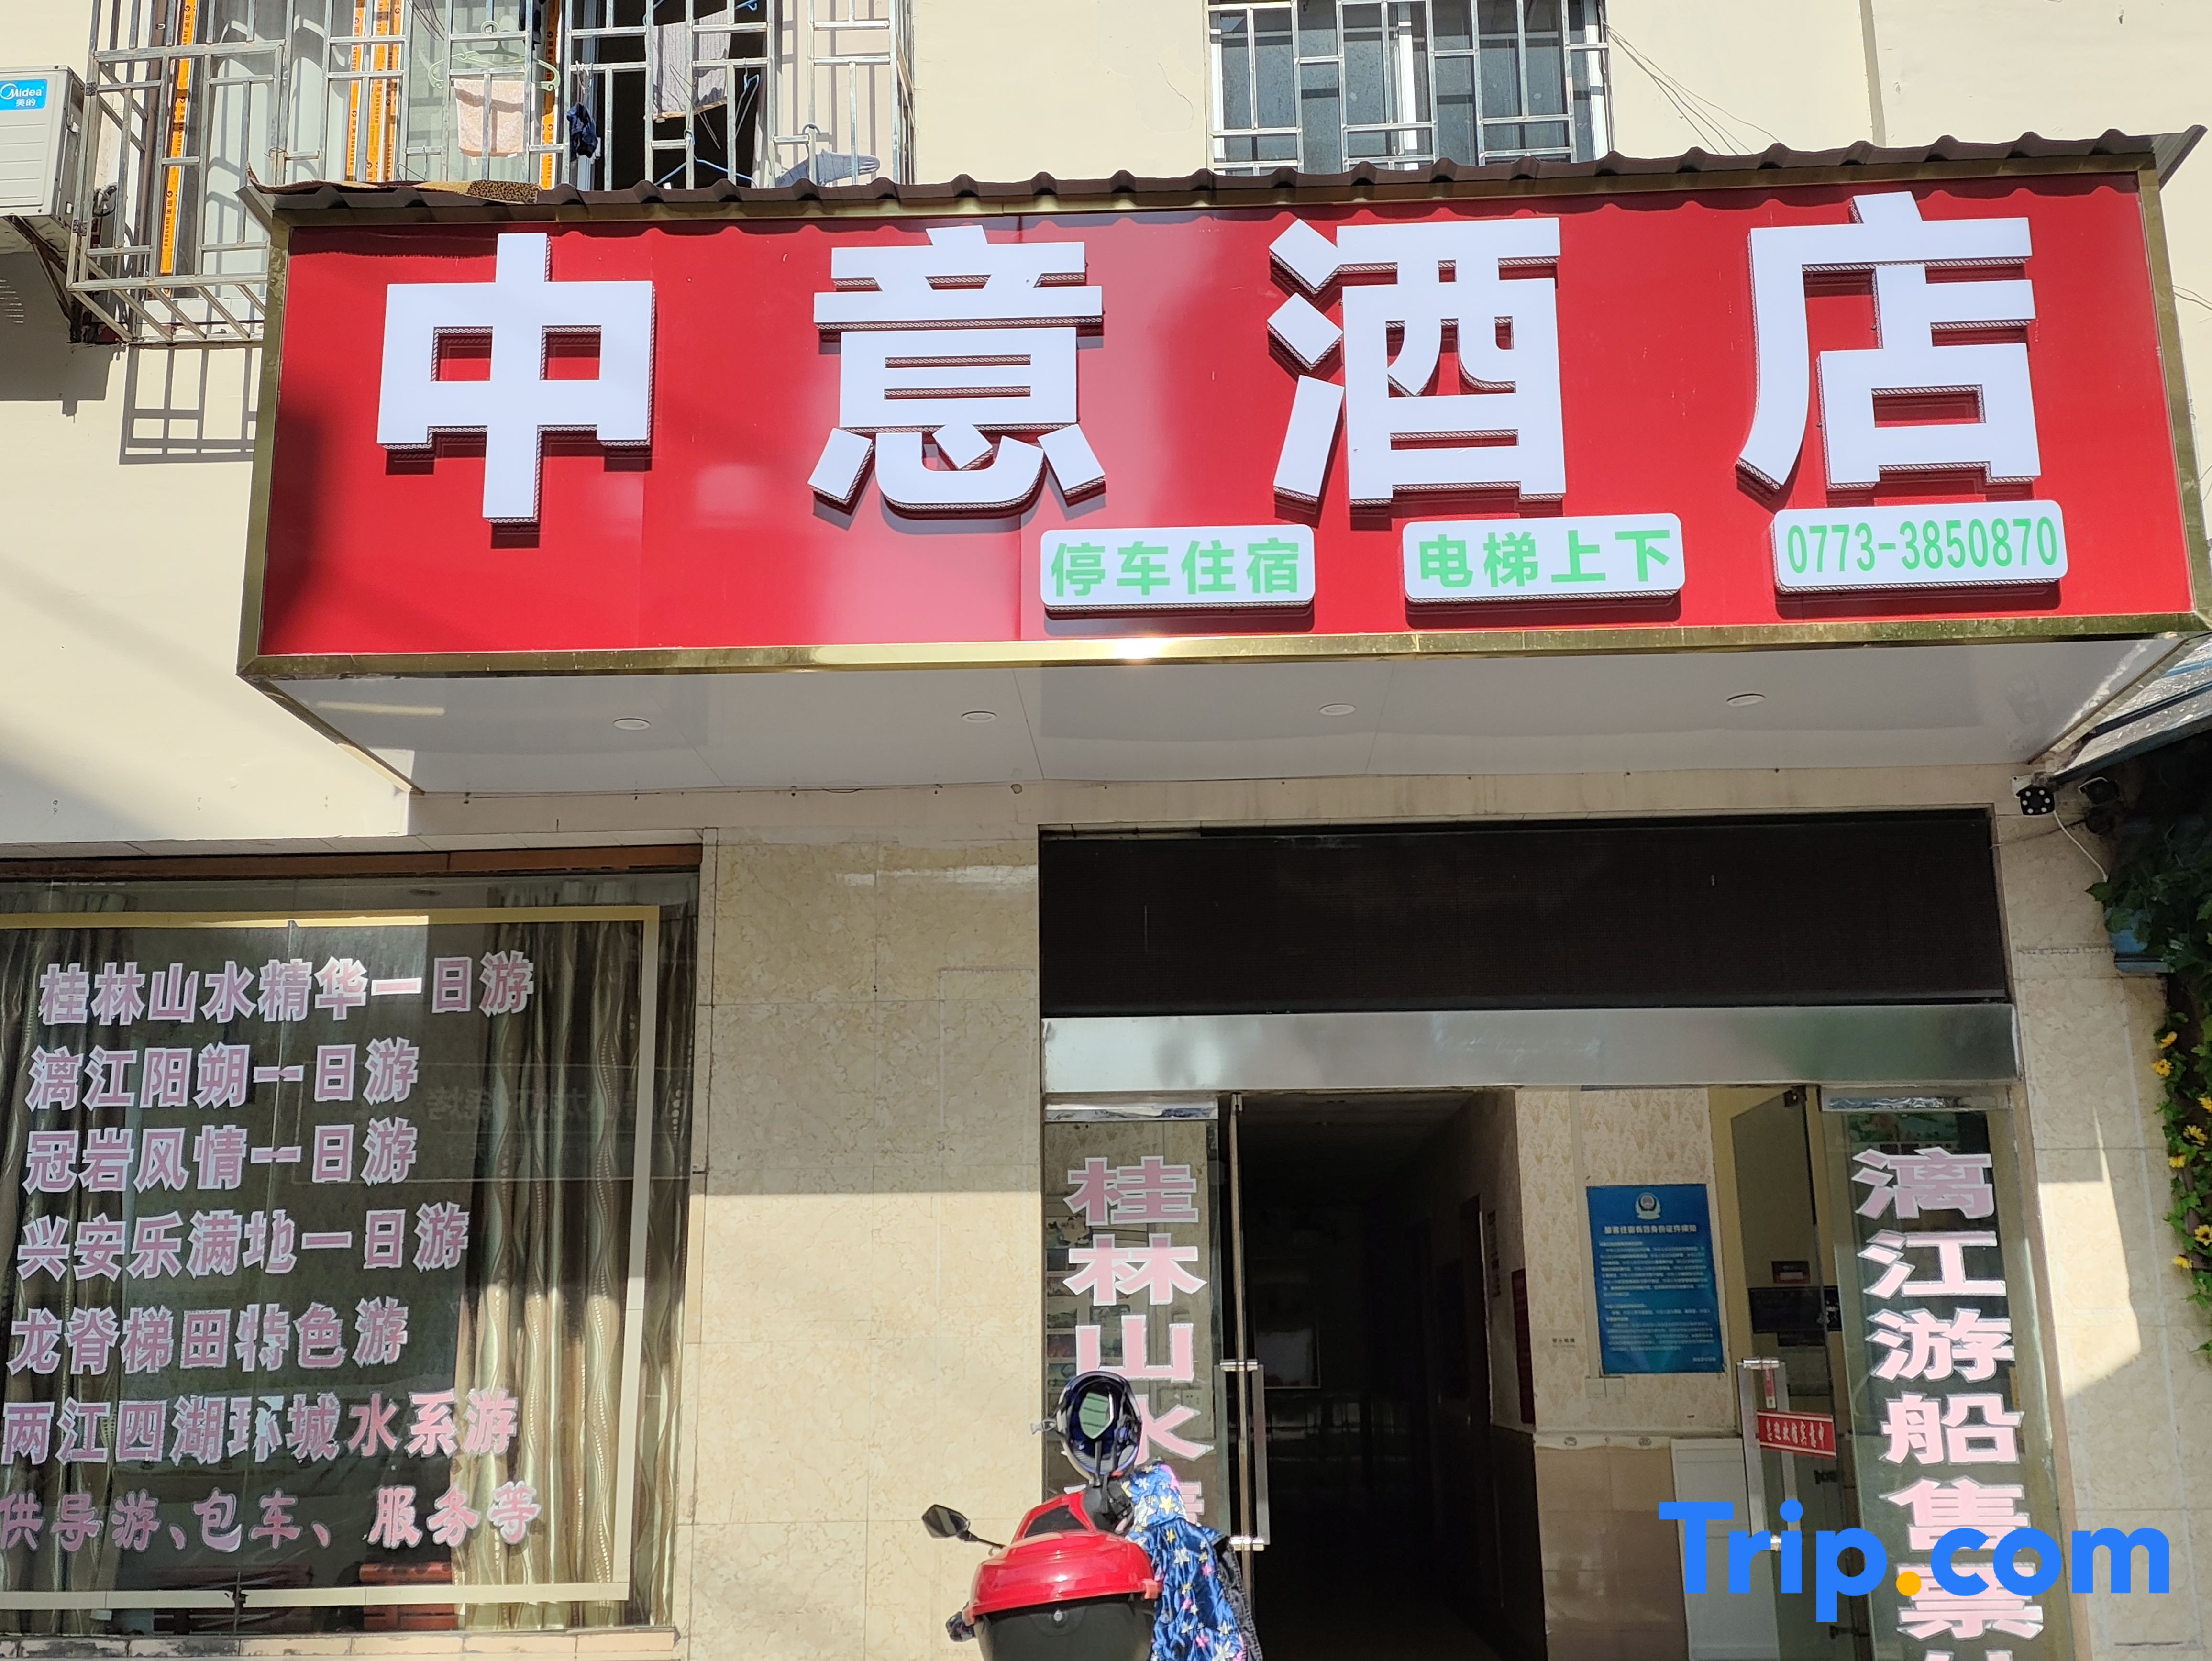 Midea
美的
中意酒店
停车住宿
电梯上下
0773-3850870
桂林山水精华一日游
漓江阳朔一日游
冠岩风情一日游
兴安乐满地一日游
龙脊梯田特色游
两江四湖环城水系游
供导游、包车、服务等
桂林山水
漓江游船售票
Trip.com